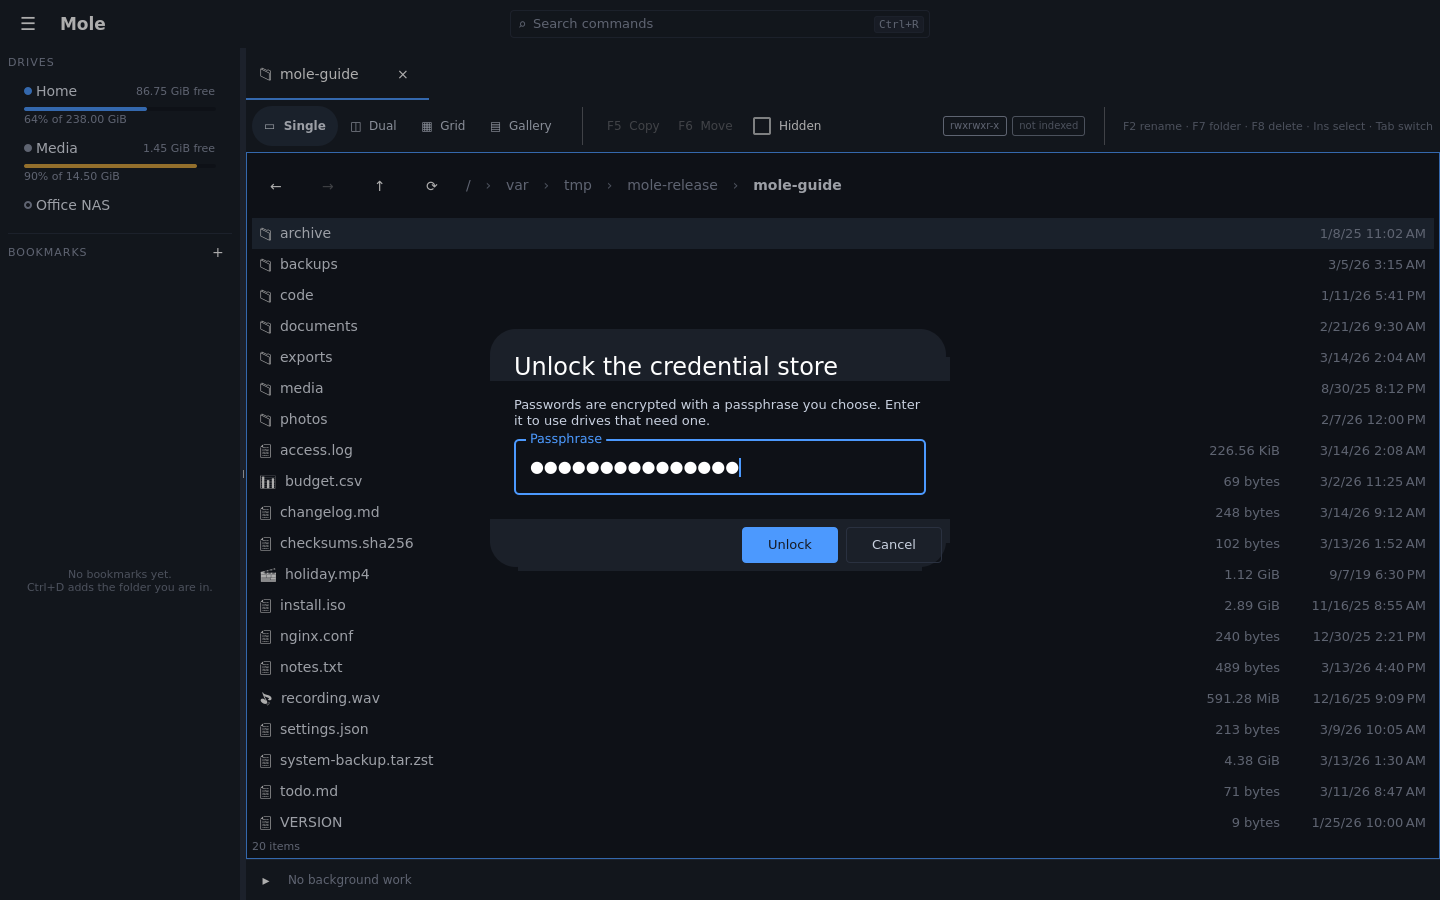 ☰ Mole
⌕ Search commands Ctrl+R
DRIVES
Home 86.75 GiB free
64% of 238.00 GiB
Media 1.45 GiB free
90% of 14.50 GiB
Office NAS
BOOKMARKS +
No bookmarks yet.
Ctrl+D adds the folder you are in.
mole-guide ×
Single Dual Grid Gallery F5 Copy F6 Move Hidden rwxrwxr-x not indexed F2 rename · F7 folder · F8 delete · Ins select · Tab switch
← → ↑ ⟳ / › var › tmp › mole-release › mole-guide
archive 1/8/25 11:02 AM
backups 3/5/26 3:15 AM
code 1/11/26 5:41 PM
documents 2/21/26 9:30 AM
exports 3/14/26 2:04 AM
media 8/30/25 8:12 PM
photos 2/7/26 12:00 PM
access.log 226.56 KiB 3/14/26 2:08 AM
budget.csv 69 bytes 3/2/26 11:25 AM
changelog.md 248 bytes 3/14/26 9:12 AM
checksums.sha256 102 bytes 3/13/26 1:52 AM
holiday.mp4 1.12 GiB 9/7/19 6:30 PM
install.iso 2.89 GiB 11/16/25 8:55 AM
nginx.conf 240 bytes 12/30/25 2:21 PM
notes.txt 489 bytes 3/13/26 4:40 PM
recording.wav 591.28 MiB 12/16/25 9:09 PM
settings.json 213 bytes 3/9/26 10:05 AM
system-backup.tar.zst 4.38 GiB 3/13/26 1:30 AM
todo.md 71 bytes 3/11/26 8:47 AM
VERSION 9 bytes 1/25/26 10:00 AM
20 items
▸ No background work
Unlock the credential store
Passwords are encrypted with a passphrase you choose. Enter
it to use drives that need one.
Passphrase
●●●●●●●●●●●●●●●
Unlock Cancel